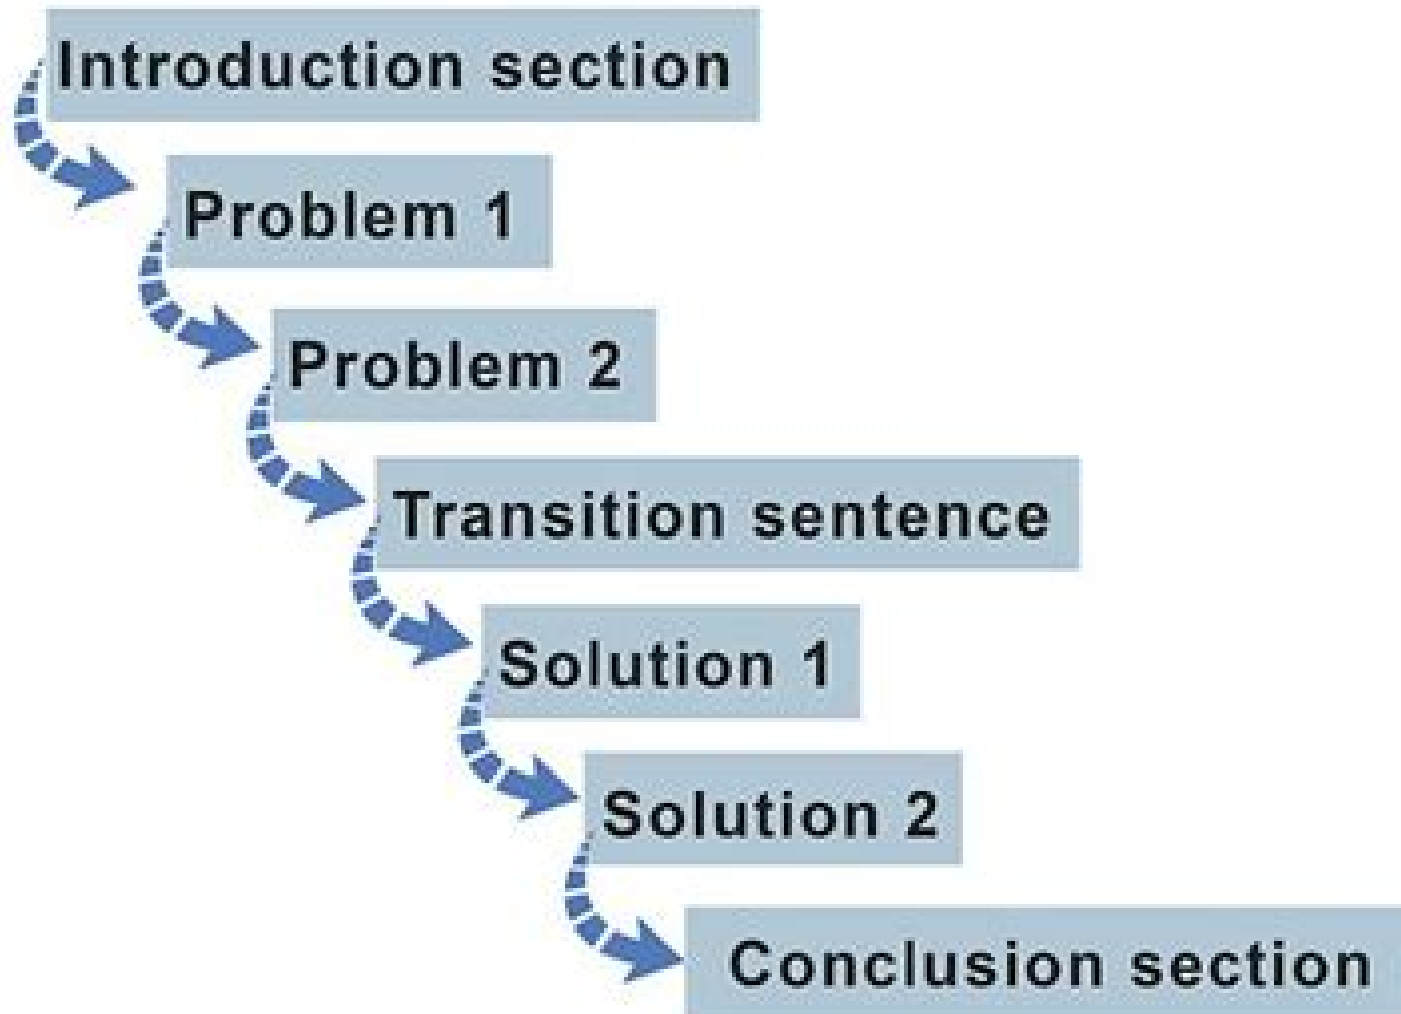 Introduction section
Problem 1
Problem 2
Transition sentence
Solution 1
Solution 2
Conclusion section